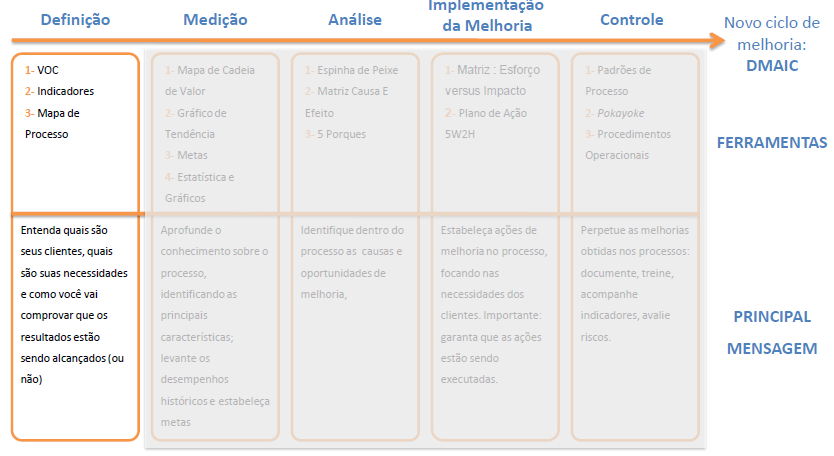 Definição
Medição
Análise
Implementação
da Melhoria
Controle
Novo ciclo de
melhoria:
DMAIC
1- VOC
2- Indicadores
3- Mapa de
Processo
1- Mapa de Cadeia
de Valor
2- Gráfico de
Tendência
3- Metas
4- Estatística e
Gráficos
1- Espinha de Peixe
2- Matriz Causa E
Efeito
3- 5 Porques
1- Matriz : Esforço
versus Impacto
2- Plano de Ação
5W2H
1- Padrões de
Processo
2- Pokayoke
3- Procedimentos
Operacionais
FERRAMENTAS
Entenda quais são
seus clientes, quais
são suas necessidades
e como você vai
comprovar que os
resultados estão
sendo alcançados (ou
não)
Aprofunde o
conhecimento sobre o
processo,
identificando as
principais
características;
levante os
desempenhos
históricos e estabeleça
metas
Identifique dentro do
processo as causas e
oportunidades de
melhoria,
Estabeleça ações de
melhoria no processo,
focando nas
necessidades dos
clientes. Importante:
garanta que as ações
estão sendo
executadas.
Perpetue as melhorias
obtidas nos processos:
documente, treine,
acompanhe
indicadores, avalie
riscos.
PRINCIPAL
MENSAGEM